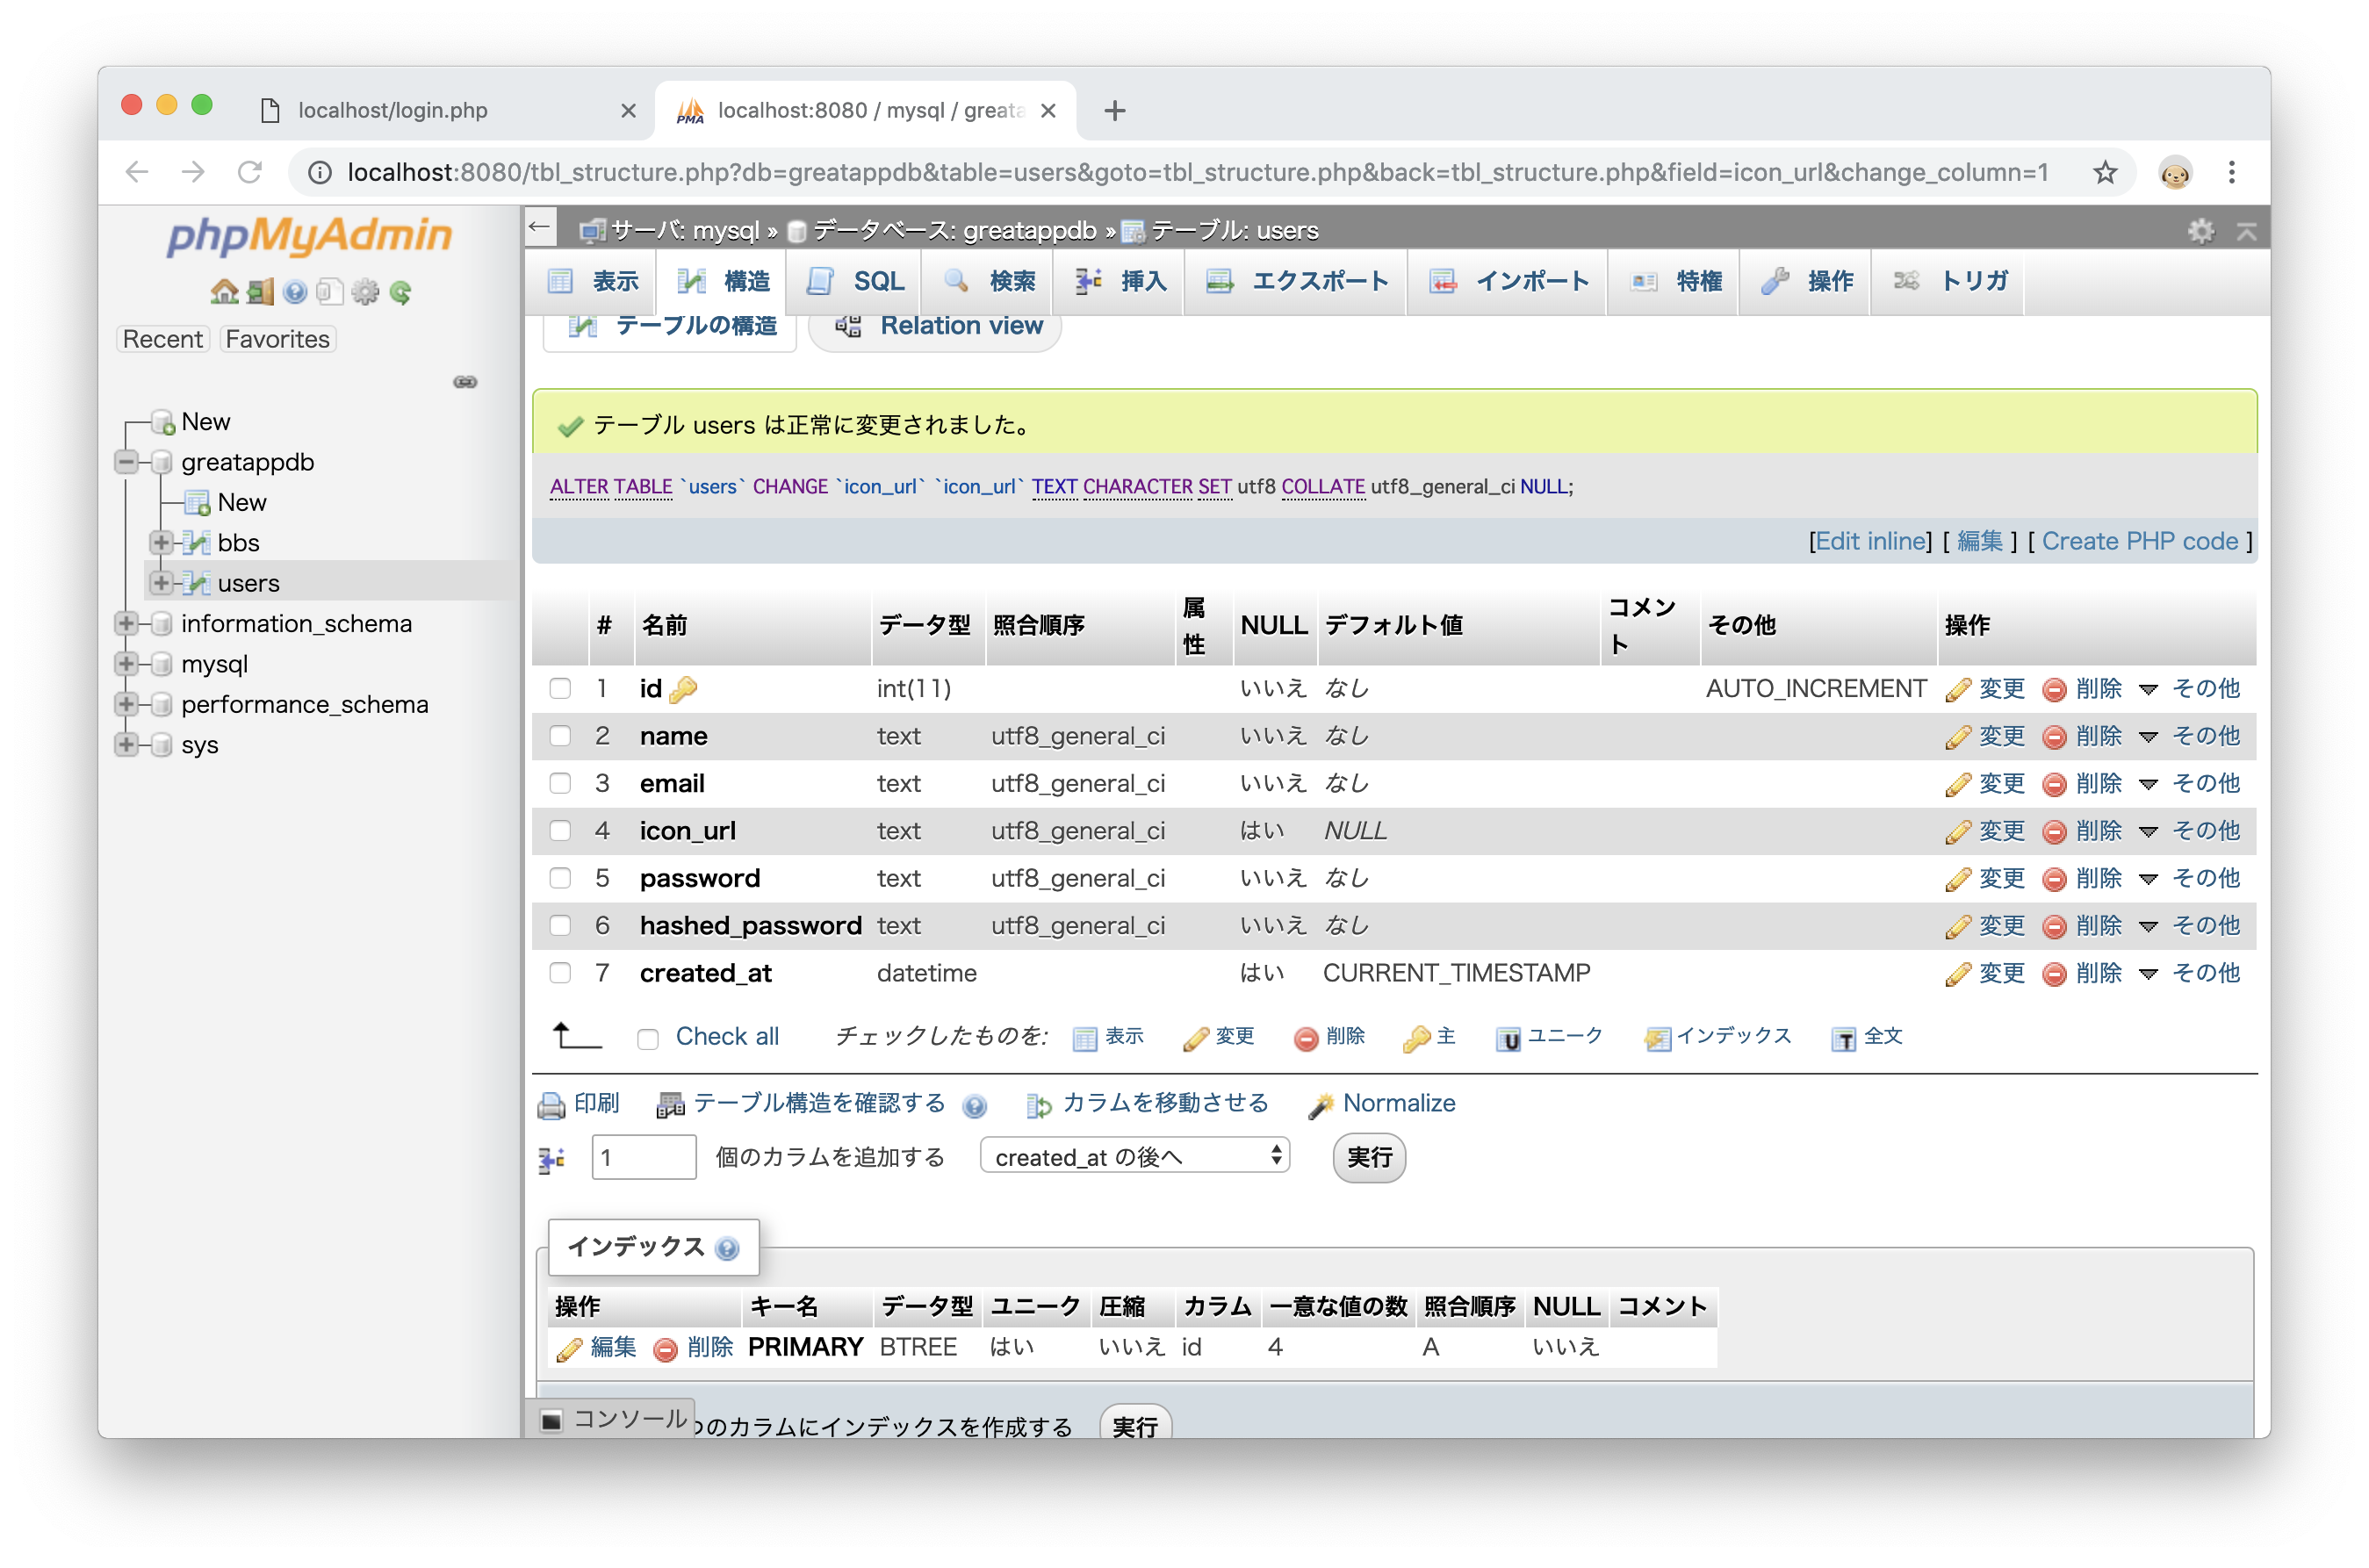 localhost/login.php
localhost:8080 / mysql / greata
localhost:8080/tbl_structure.php?db=greatappdb&table=users&goto=tbl_structure.php&back=tbl_structure.php&field=icon_url&change_column=1
phpMyAdmin
Recent Favorites
New
greatappdb
New
bbs
users
information_schema
mysql
performance_schema
sys
サーバ: mysql » データベース: greatappdb » テーブル: users
表示 構造 SQL 検索 挿入 エクスポート インポート 特権 操作 トリガ
テーブルの構造 Relation view
テーブル users は正常に変更されました。
ALTER TABLE `users` CHANGE `icon_url` `icon_url` TEXT CHARACTER SET utf8 COLLATE utf8_general_ci NULL;
[Edit inline] [ 編集 ] [ Create PHP code ]
# 名前 データ型 照合順序 属性 NULL デフォルト値 コメント その他 操作
1 id int(11) いいえ なし AUTO_INCREMENT 変更 削除 その他
2 name text utf8_general_ci いいえ なし 変更 削除 その他
3 email text utf8_general_ci いいえ なし 変更 削除 その他
4 icon_url text utf8_general_ci はい NULL 変更 削除 その他
5 password text utf8_general_ci いいえ なし 変更 削除 その他
6 hashed_password text utf8_general_ci いいえ なし 変更 削除 その他
7 created_at datetime はい CURRENT_TIMESTAMP 変更 削除 その他
Check all チェックしたものを: 表示 変更 削除 主 ユニーク インデックス 全文
印刷 テーブル構造を確認する カラムを移動させる Normalize
1 個のカラムを追加する created_at の後へ 実行
インデックス
操作 キー名 データ型 ユニーク 圧縮 カラム 一意な値の数 照合順序 NULL コメント
編集 削除 PRIMARY BTREE はい いいえ id 4 A いいえ
コンソール つのカラムにインデックスを作成する 実行